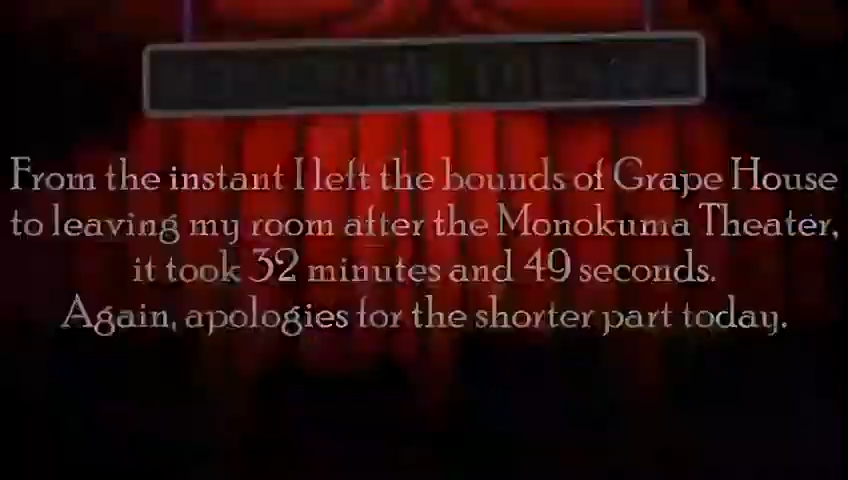 From the instant I left the bounds of Grape House
to leaving my room after the Monokuma Theater,
it took 32 minutes and 49 seconds.
Again, apologies for the shorter part today.